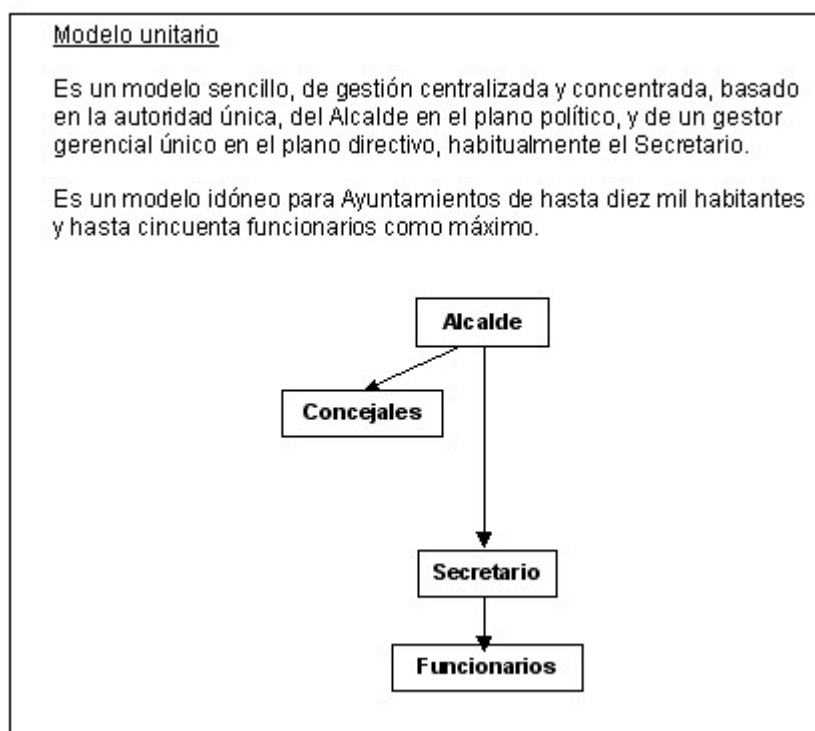 Modelo unitario
Es un modelo sencillo, de gestión centralizada y concentrada, basado
en la autoridad única, del Alcalde en el plano político, y de un gestor
gerencial único en el plano directivo, habitualmente el Secretario.
Es un modelo idóneo para Ayuntamientos de hasta diez mil habitantes
y hasta cincuenta funcionarios como máximo.
Alcalde
Concejales
Secretario
Funcionarios